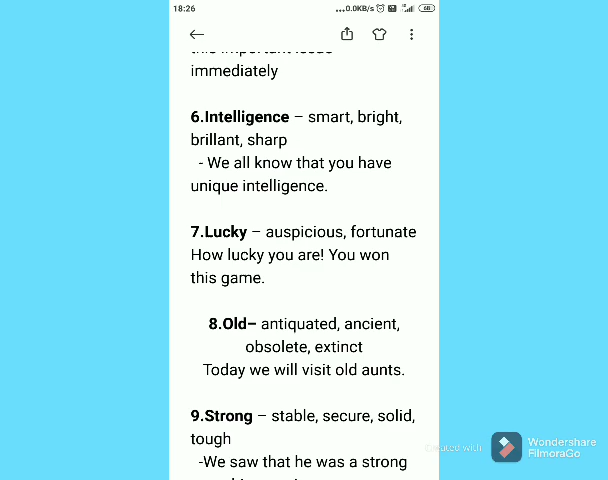 18:26
...0.0KB/s
68
immediately
6.Intelligence – smart, bright,
brillant, sharp
- We all know that you have
unique intelligence.
7.Lucky – auspicious, fortunate
How lucky you are! You won
this game.
8.Old– antiquated, ancient,
obsolete, extinct
Today we will visit old aunts.
9.Strong – stable, secure, solid,
tough
-We saw that he was a strong
created with
Wondershare
FilmoraGo